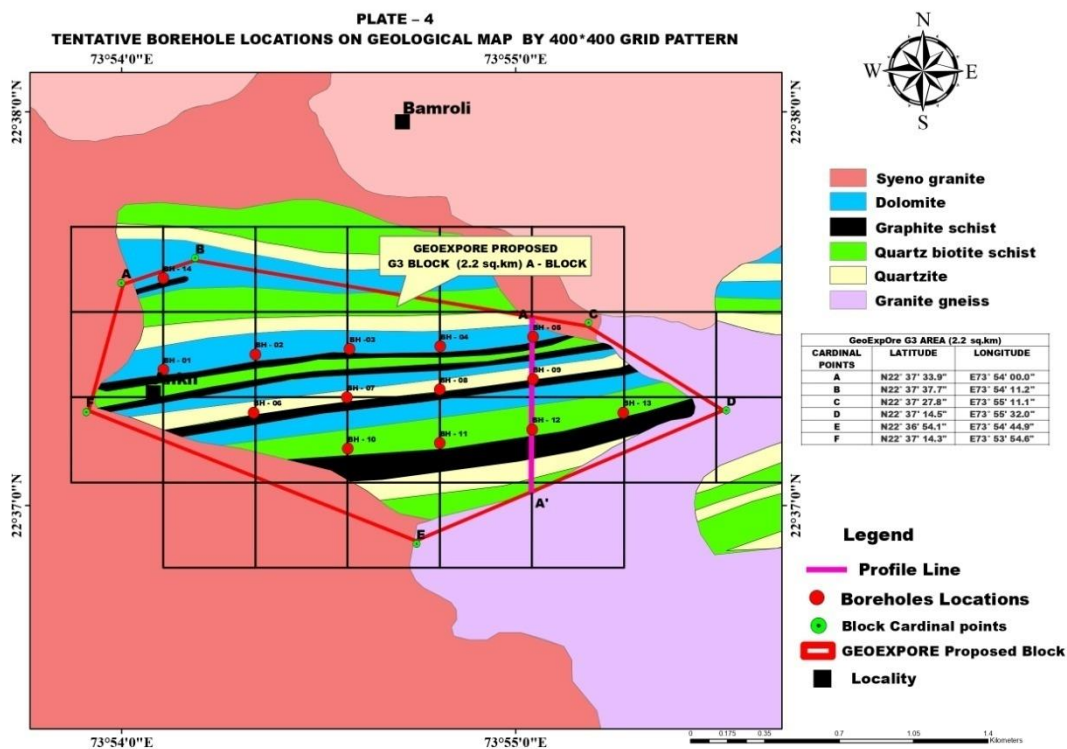 PLATE – 4
TENTATIVE BOREHOLE LOCATIONS ON GEOLOGICAL MAP BY 400*400 GRID PATTERN
73°54'0"E
73°55'0"E
22°38'0"N
22°38'0"N
Bamroli
N
W
E
S
GEOEXPORE PROPOSED
G3 BLOCK (2.2 sq.km) A - BLOCK
B
A
BH - 14
A
C
BH - 05
BH - 04
BH - 03
BH - 02
BH - 01
BH - 09
BH - 08
BH - 07
BH - 06
F
D
BH - 13
BH - 12
BH - 11
BH - 10
A'
E
22°37'0"N
22°37'0"N
73°54'0"E
73°55'0"E
Syeno granite
Dolomite
Graphite schist
Quartz biotite schist
Quartzite
Granite gneiss
GeoExpOre G3 AREA (2.2 sq.km)
CARDINAL POINTS LATITUDE LONGITUDE
A N22° 37' 33.9" E73° 54' 00.0"
B N22° 37' 37.7" E73° 54' 11.2"
C N22° 37' 27.8" E73° 55' 11.1"
D N22° 37' 14.5" E73° 55' 32.0"
E N22° 36' 54.1" E73° 54' 44.9"
F N22° 37' 14.3" E73° 53' 54.6"
Legend
Profile Line
Boreholes Locations
Block Cardinal points
GEOEXPORE Proposed Block
Locality
0 0.175 0.35 0.7 1.05 1.4
Kilometers